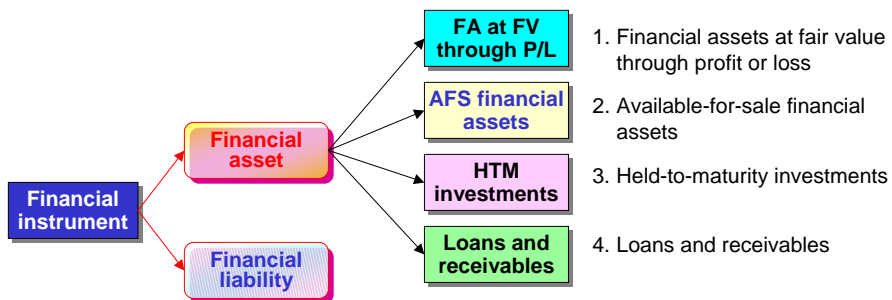 FA at FV
through P/L
1. Financial assets at fair value
through profit or loss
AFS financial
assets
2. Available-for-sale financial
assets
Financial
asset
HTM
investments
3. Held-to-maturity investments
Financial
instrument
Loans and
receivables
4. Loans and receivables
Financial
liability